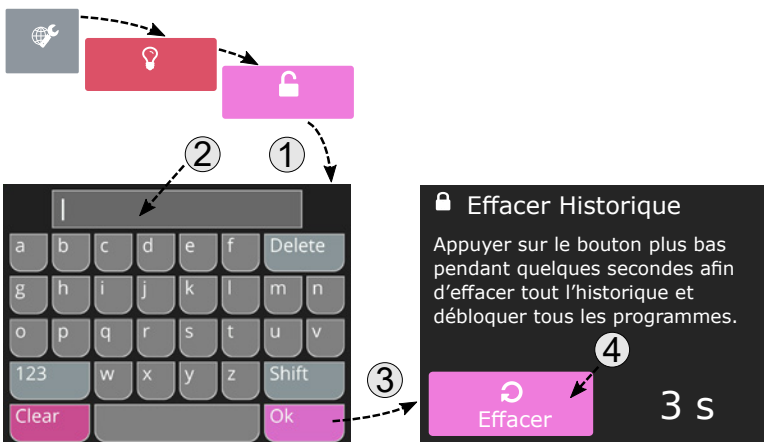 2
1
a b c d e f Delete
g h i j k l m n
o p q r s t u v
123 w x y z Shift
Clear Ok
3
Effacer Historique
Appuyer sur le bouton plus bas
pendant quelques secondes afin
d'effacer tout l'historique et
débloquer tous les programmes.
4
Effacer
3 s